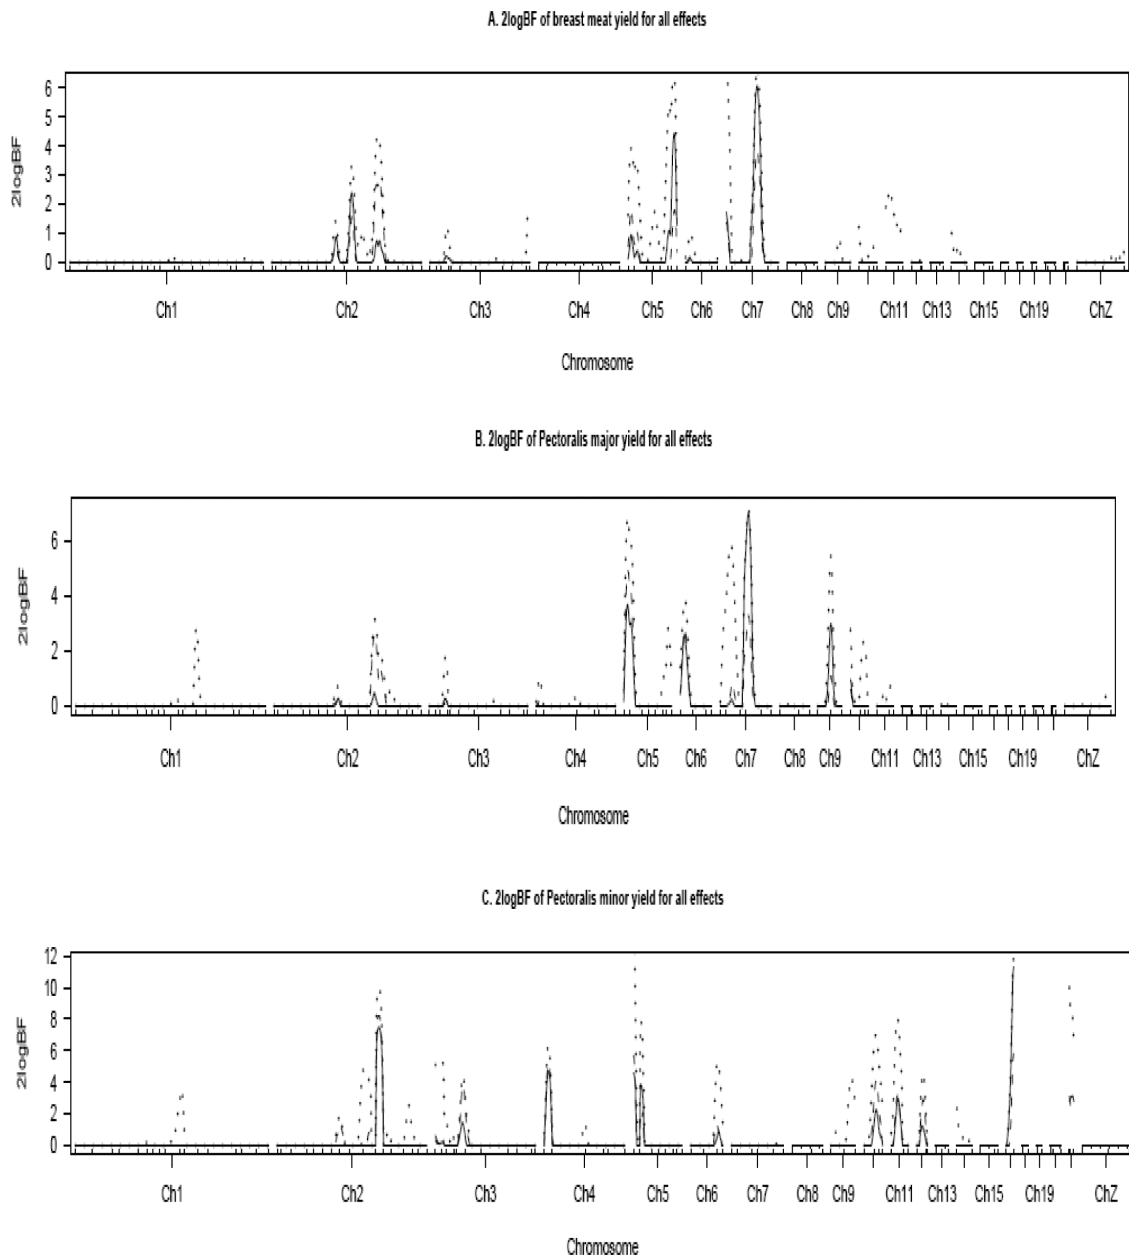 A. 2logBF of breast meat yield for all effects
6
5
4
3
2
1
0
2logBF
Ch1 Ch2 Ch3 Ch4 Ch5 Ch6 Ch7 Ch8 Ch9 Ch11 Ch13 Ch15 Ch19 ChZ
Chromosome
B. 2logBF of Pectoralis major yield for all effects
6
4
2
0
2logBF
Ch1 Ch2 Ch3 Ch4 Ch5 Ch6 Ch7 Ch8 Ch9 Ch11 Ch13 Ch15 Ch19 ChZ
Chromosome
C. 2logBF of Pectoralis minor yield for all effects
12
10
8
6
4
2
0
2logBF
Ch1 Ch2 Ch3 Ch4 Ch5 Ch6 Ch7 Ch8 Ch9 Ch11 Ch13 Ch15 Ch19 ChZ
Chromosome